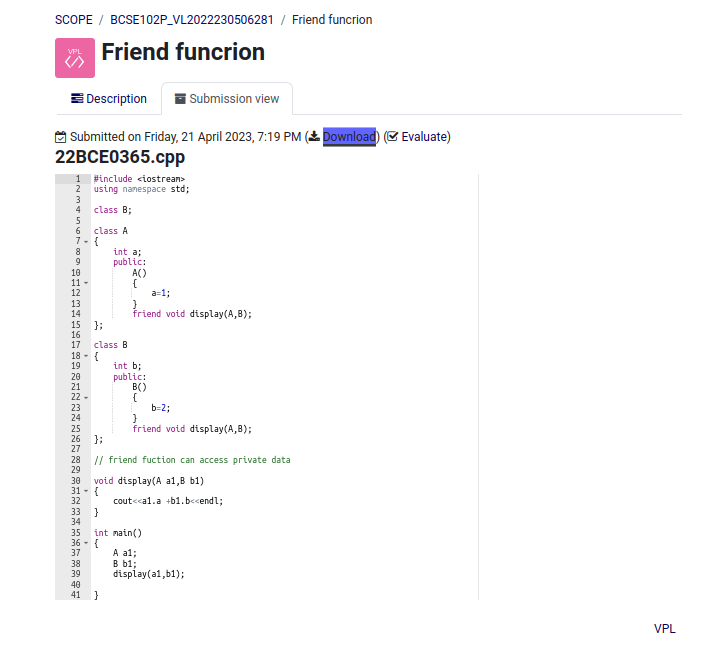 SCOPE / BCSE102P_VL2022230506281 / Friend funcrion
VPL
</>
Friend funcrion
Description
Submission view
Submitted on Friday, 21 April 2023, 7:19 PM (Download) (Evaluate)
22BCE0365.cpp
1 #include <iostream>
2 using namespace std;
3
4 class B;
5
6 class A
7 {
8     int a;
9     public:
10         A()
11         {
12             a=1;
13         }
14         friend void display(A,B);
15 };
16
17 class B
18 {
19     int b;
20     public:
21         B()
22         {
23             b=2;
24         }
25         friend void display(A,B);
26 };
27
28 // friend fuction can access private data
29
30 void display(A a1,B b1)
31 {
32     cout<<a1.a +b1.b<<endl;
33 }
34
35 int main()
36 {
37     A a1;
38     B b1;
39     display(a1,b1);
40
41 }
VPL